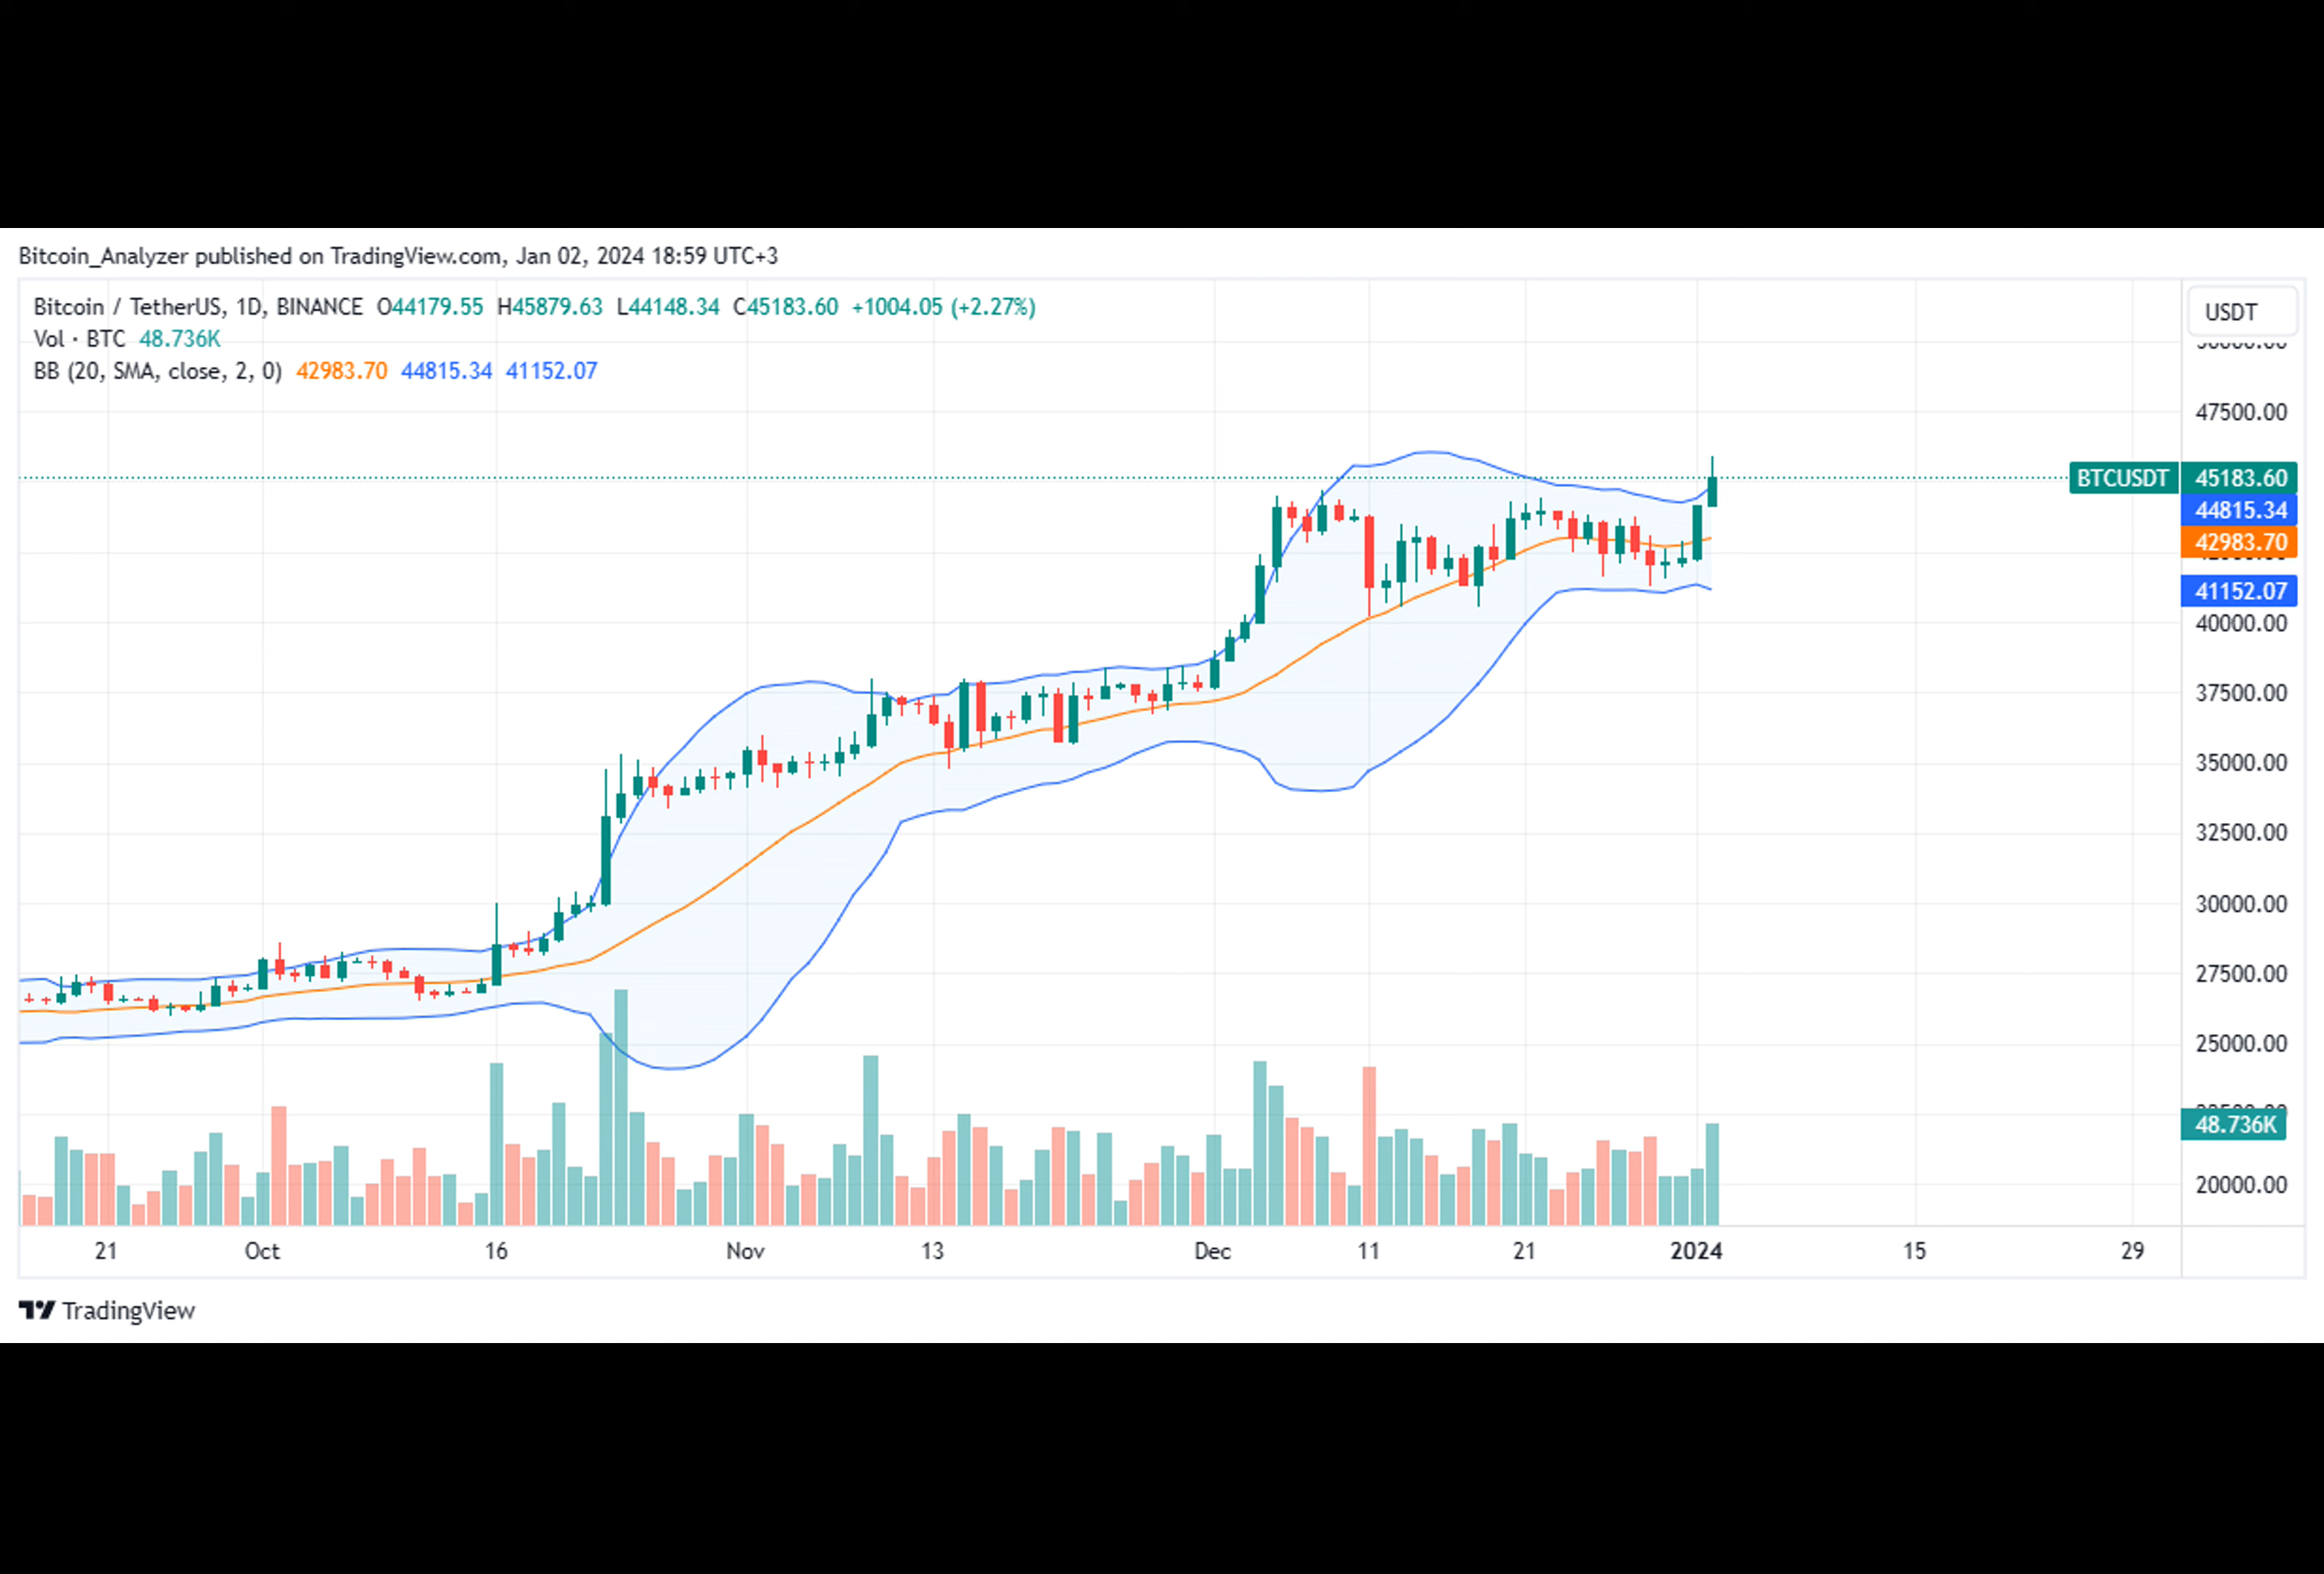 Bitcoin_Analyzer published on TradingView.com, Jan 02, 2024 18:59 UTC+3
Bitcoin / TetherUS, 1D, BINANCE O44179.55 H45879.63 L44148.34 C45183.60 +1004.05 (+2.27%)
Vol · BTC 48.736K
BB (20, SMA, close, 2, 0) 42983.70 44815.34 41152.07
USDT
47500.00
BTCUSDT 45183.60
44815.34
42983.70
41152.07
40000.00
37500.00
35000.00
32500.00
30000.00
27500.00
25000.00
48.736K
20000.00
21 Oct 16 Nov 13 Dec 11 21 2024 15 29
TradingView